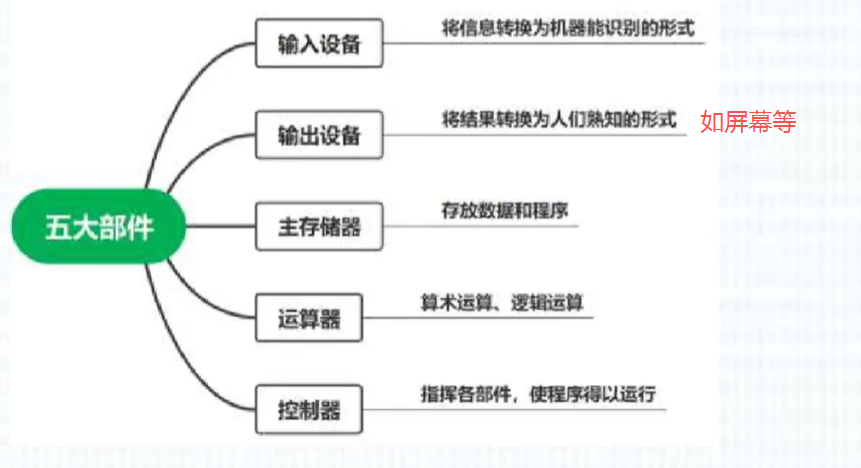 五大部件
输入设备
将信息转换为机器能识别的形式
输出设备
将结果转换为人们熟知的形式 如屏幕等
主存储器
存放数据和程序
运算器
算术运算、逻辑运算
控制器
指挥各部件，使程序得以运行